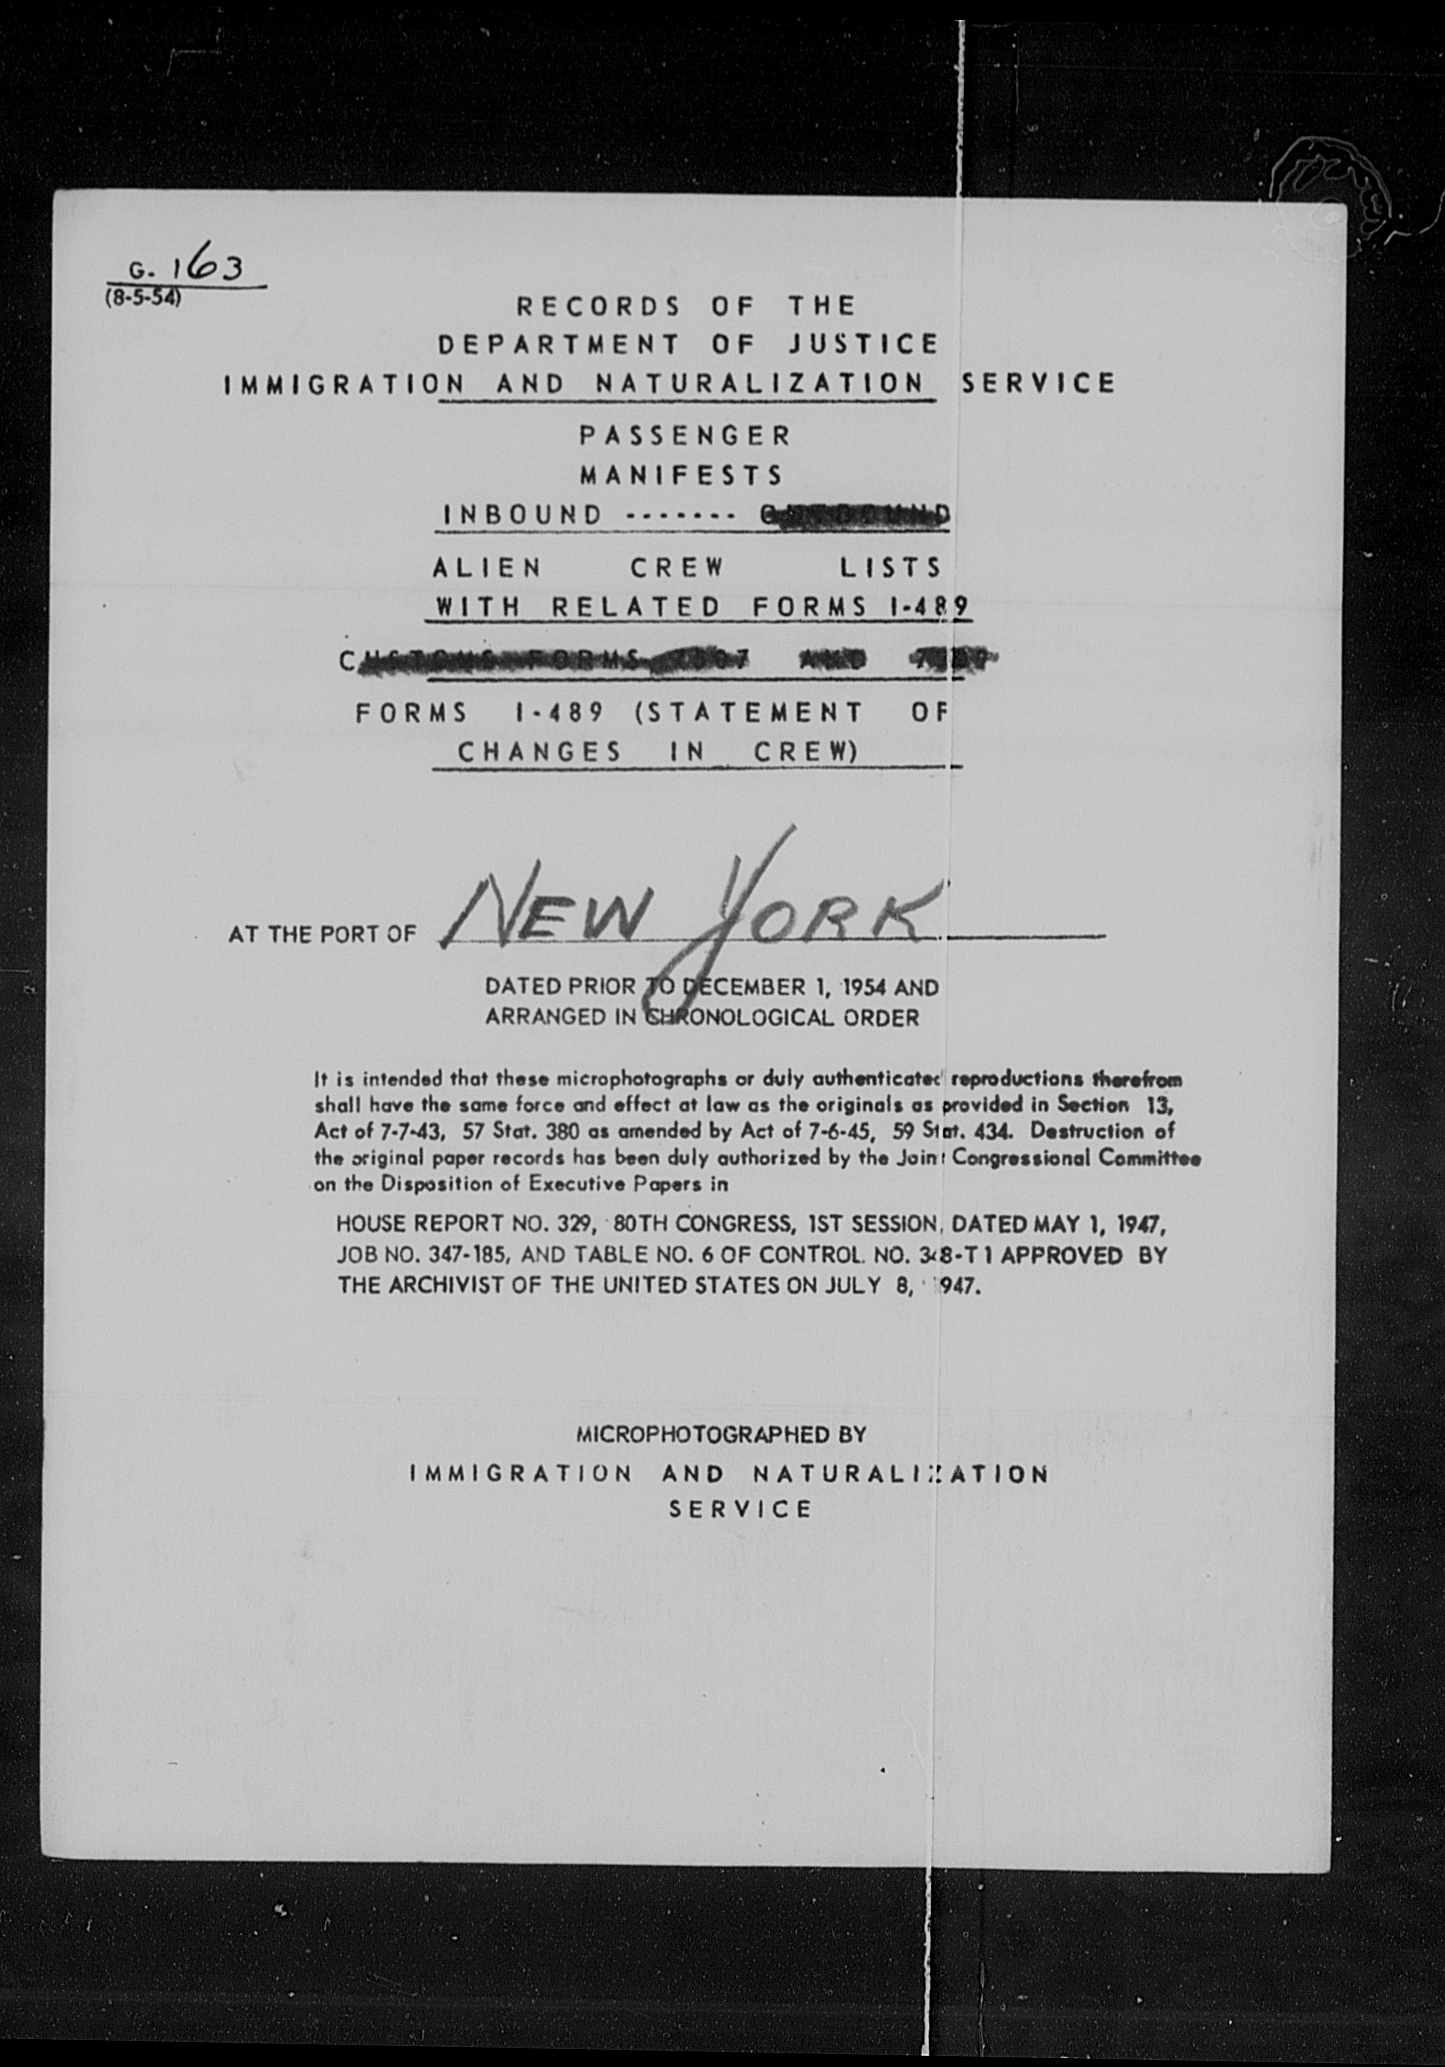 G. 163
(8-5-54)
RECORDS OF THE
DEPARTMENT OF JUSTICE
IMMIGRATION AND NATURALIZATION SERVICE
PASSENGER
MANIFESTS
INBOUND ------- OUTBOUND
ALIEN CREW LISTS
WITH RELATED FORMS I-489
CUSTOMS FORMS AND
FORMS I-489 (STATEMENT OF
CHANGES IN CREW)
AT THE PORT OF NEW YORK
DATED PRIOR TO DECEMBER 1, 1954 AND
ARRANGED IN CHRONOLOGICAL ORDER
It is intended that these microphotographs or duly authenticated reproductions therefrom
shall have the same force and effect at law as the originals as provided in Section 13,
Act of 7-7-43, 57 Stat. 380 as amended by Act of 7-6-45, 59 Stat. 434. Destruction of
the original paper records has been duly authorized by the Joint Congressional Committee
on the Disposition of Executive Papers in
HOUSE REPORT NO. 329, 80TH CONGRESS, 1ST SESSION, DATED MAY 1, 1947,
JOB NO. 347-185, AND TABLE NO. 6 OF CONTROL NO. 348-T1 APPROVED BY
THE ARCHIVIST OF THE UNITED STATES ON JULY 8, 1947.
MICROPHOTOGRAPHED BY
IMMIGRATION AND NATURALIZATION
SERVICE